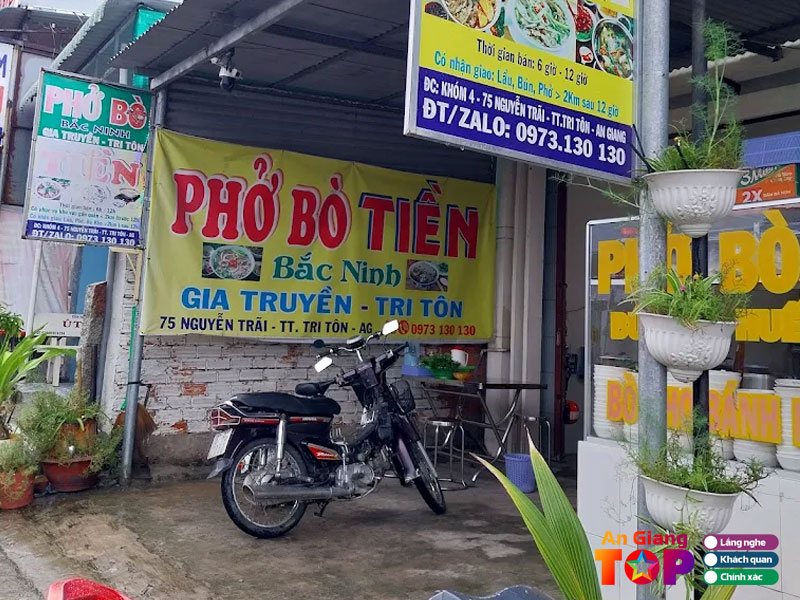 PHỞ BÒ
BẮC NINH
GIA TRUYỀN - TRI TÔN
TIỀN
ĐC: KHÓM 4 - 75 NGUYỄN TRÃI - TT. TRI TÔN - AG
ĐT/ZALO: 0973 130 130
Thời gian bán: 6 giờ - 12 giờ
Có nhận giao: Lẩu, Bún, Phở > 2Km sau 12 giờ
ĐC: KHÓM 4 - 75 NGUYỄN TRÃI - TT.TRI TÔN - AN GIANG
ĐT/ZALO: 0973.130 130
PHỞ BÒ TIỀN
Bắc Ninh
GIA TRUYỀN - TRI TÔN
75 NGUYỄN TRÃI - TT. TRI TÔN - AG - 0973 130 130
3Miền
2X
PHỞ BÒ
BÁNH
ÚT
An Giang
TOP
Lắng nghe
Khách quan
Chính xác